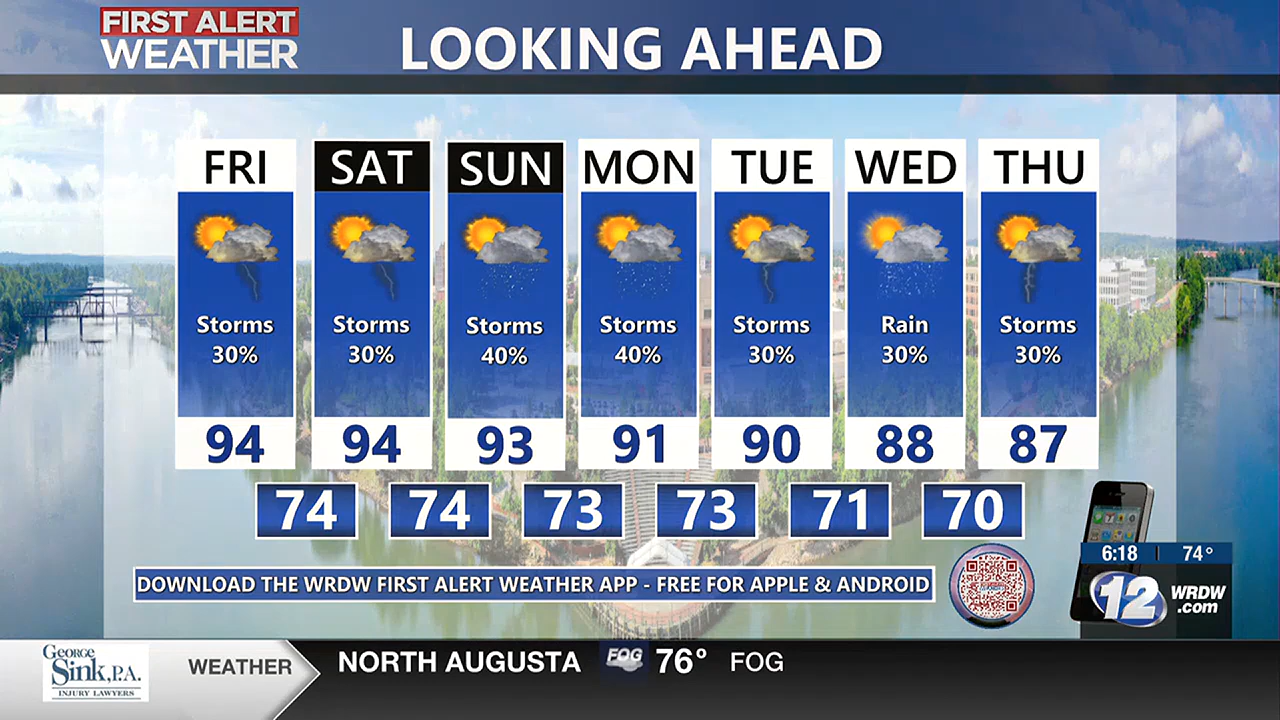 FIRST ALERT
WEATHER
LOOKING AHEAD
FRI SAT SUN MON TUE WED THU
Storms Storms Storms Storms Storms Rain Storms
30% 30% 40% 40% 30% 30% 30%
94 94 93 91 90 88 87
74 74 73 73 71 70
DOWNLOAD THE WRDW FIRST ALERT WEATHER APP - FREE FOR APPLE & ANDROID
6:18 74°
12 WRDW
.com
GEORGE
Sink, P.A.
INJURY LAWYERS
WEATHER
NORTH AUGUSTA FOG 76° FOG